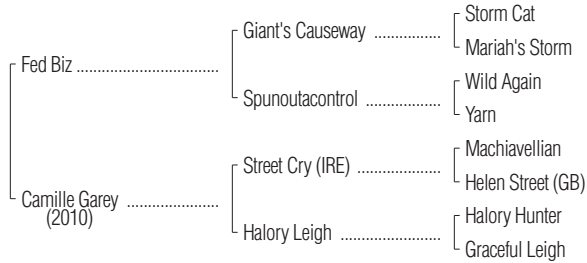 Storm Cat
Giant's Causeway ..................
Mariah's Storm
Fed Biz ................................
Wild Again
Spunoutacontrol .................
Yarn
Machiavellian
Street Cry (IRE) ...................
Helen Street (GB)
Camille Garey ....................
(2010)
Halory Hunter
Halory Leigh ......................
Graceful Leigh